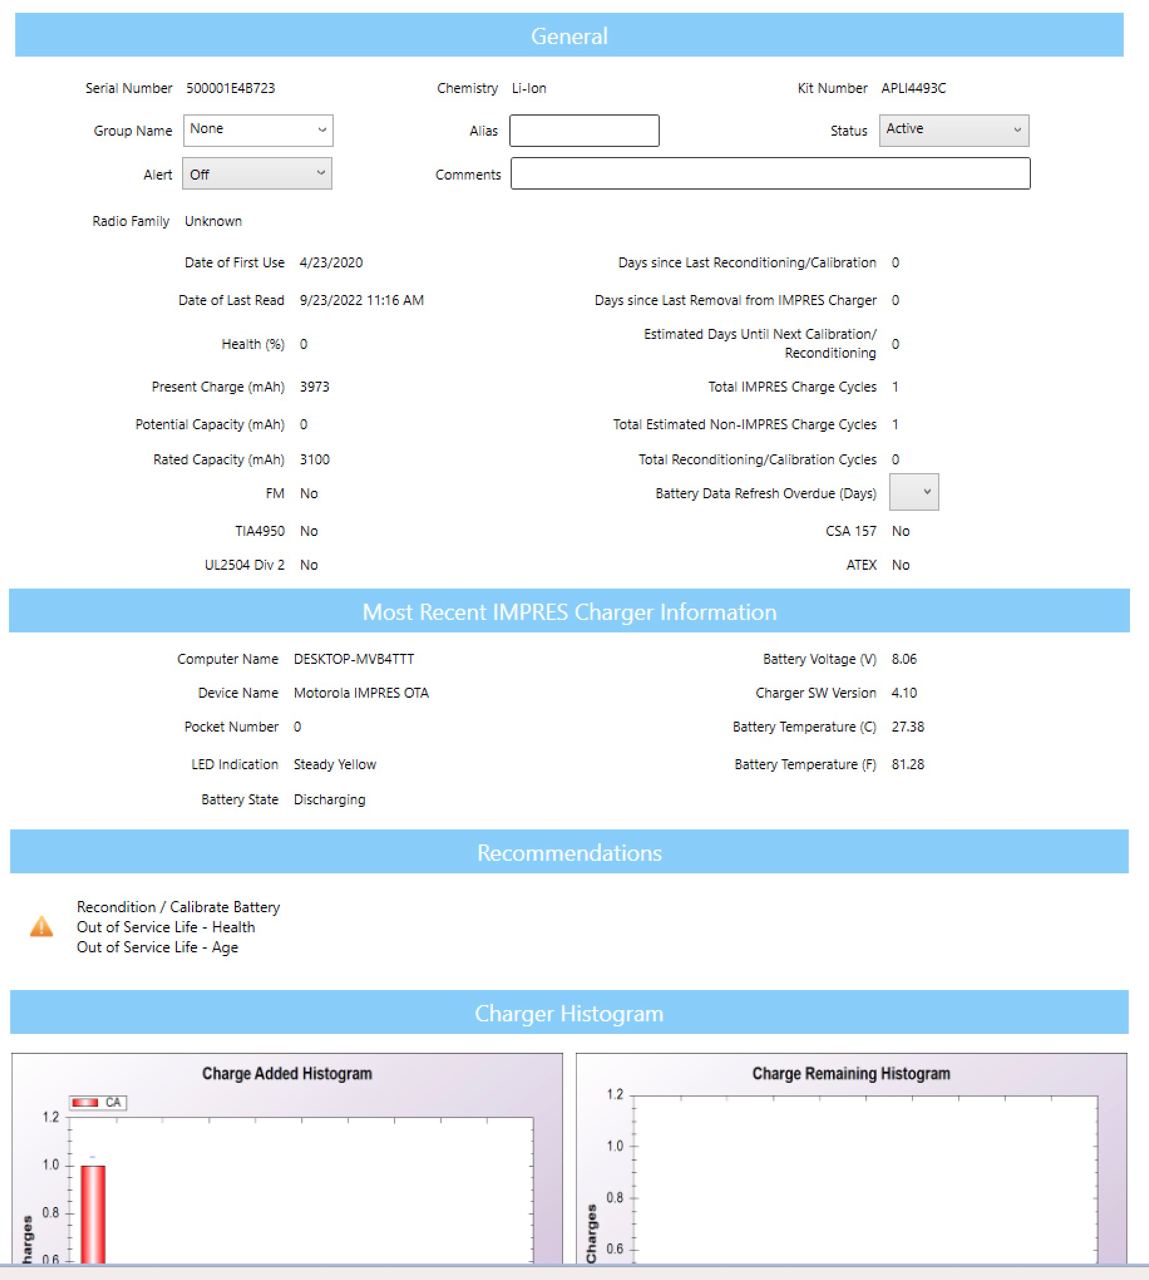 General
Serial Number 500001E4B723 Chemistry Li-Ion Kit Number APLI4493C
Group Name None Alias Status Active
Alert Off Comments
Radio Family Unknown
Date of First Use 4/23/2020 Days since Last Reconditioning/Calibration 0
Date of Last Read 9/23/2022 11:16 AM Days since Last Removal from IMPRES Charger 0
Health (%) 0 Estimated Days Until Next Calibration/
Reconditioning 0
Present Charge (mAh) 3973 Total IMPRES Charge Cycles 1
Potential Capacity (mAh) 0 Total Estimated Non-IMPRES Charge Cycles 1
Rated Capacity (mAh) 3100 Total Reconditioning/Calibration Cycles 0
FM No Battery Data Refresh Overdue (Days)
TIA4950 No CSA 157 No
UL2504 Div 2 No ATEX No
Most Recent IMPRES Charger Information
Computer Name DESKTOP-MVB4TTT Battery Voltage (V) 8.06
Device Name Motorola IMPRES OTA Charger SW Version 4.10
Pocket Number 0 Battery Temperature (C) 27.38
LED Indication Steady Yellow Battery Temperature (F) 81.28
Battery State Discharging
Recommendations
Recondition / Calibrate Battery
Out of Service Life - Health
Out of Service Life - Age
Charger Histogram
Charge Added Histogram
CA
1.2
1.0
0.8
0.6
harges
Charge Remaining Histogram
1.2
1.0
0.8
0.6
Charges